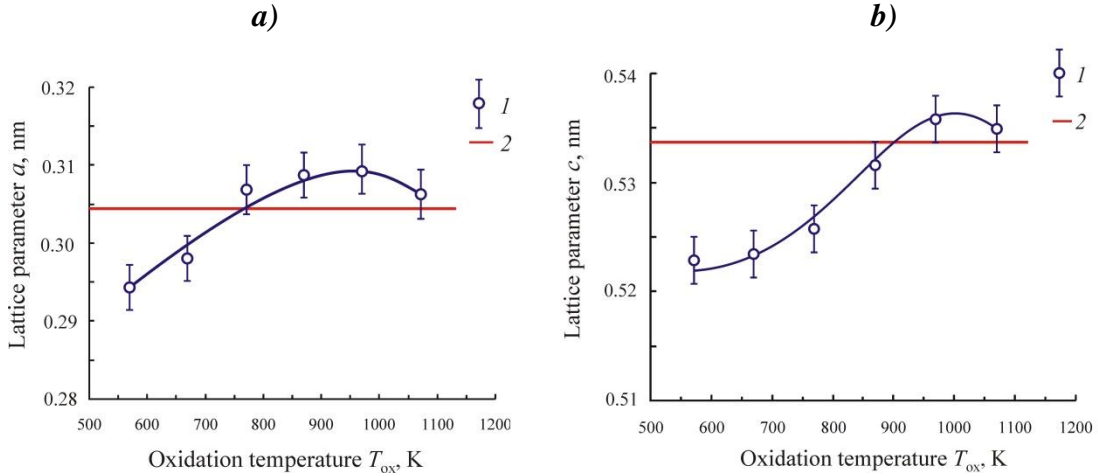 a)
0.32
0.31
0.30
0.29
0.28
Lattice parameter a, nm
1
2
500 600 700 800 900 1000 1100 1200
Oxidation temperature Tox, K
b)
0.54
0.53
0.52
0.51
Lattice parameter c, nm
1
2
500 600 700 800 900 1000 1100 1200
Oxidation temperature Tox, K